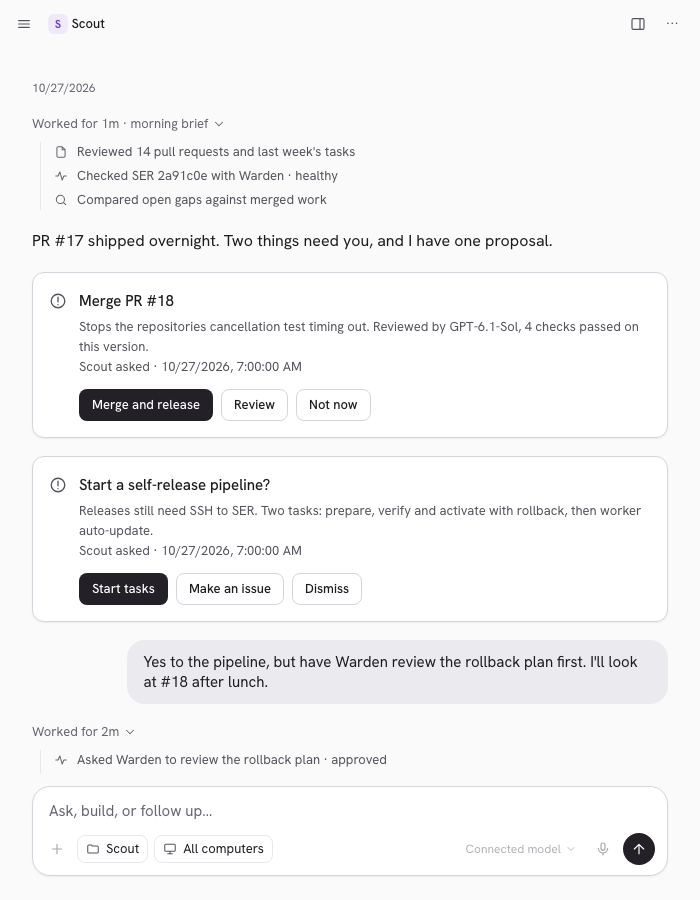 S Scout
10/27/2026
Worked for 1m · morning brief
Reviewed 14 pull requests and last week's tasks
Checked SER 2a91c0e with Warden · healthy
Compared open gaps against merged work
PR #17 shipped overnight. Two things need you, and I have one proposal.
Merge PR #18
Stops the repositories cancellation test timing out. Reviewed by GPT-6.1-Sol, 4 checks passed on
this version.
Scout asked · 10/27/2026, 7:00:00 AM
Merge and release Review Not now
Start a self-release pipeline?
Releases still need SSH to SER. Two tasks: prepare, verify and activate with rollback, then worker
auto-update.
Scout asked · 10/27/2026, 7:00:00 AM
Start tasks Make an issue Dismiss
Yes to the pipeline, but have Warden review the rollback plan first. I'll look
at #18 after lunch.
Worked for 2m
Asked Warden to review the rollback plan · approved
Ask, build, or follow up...
Scout All computers Connected model